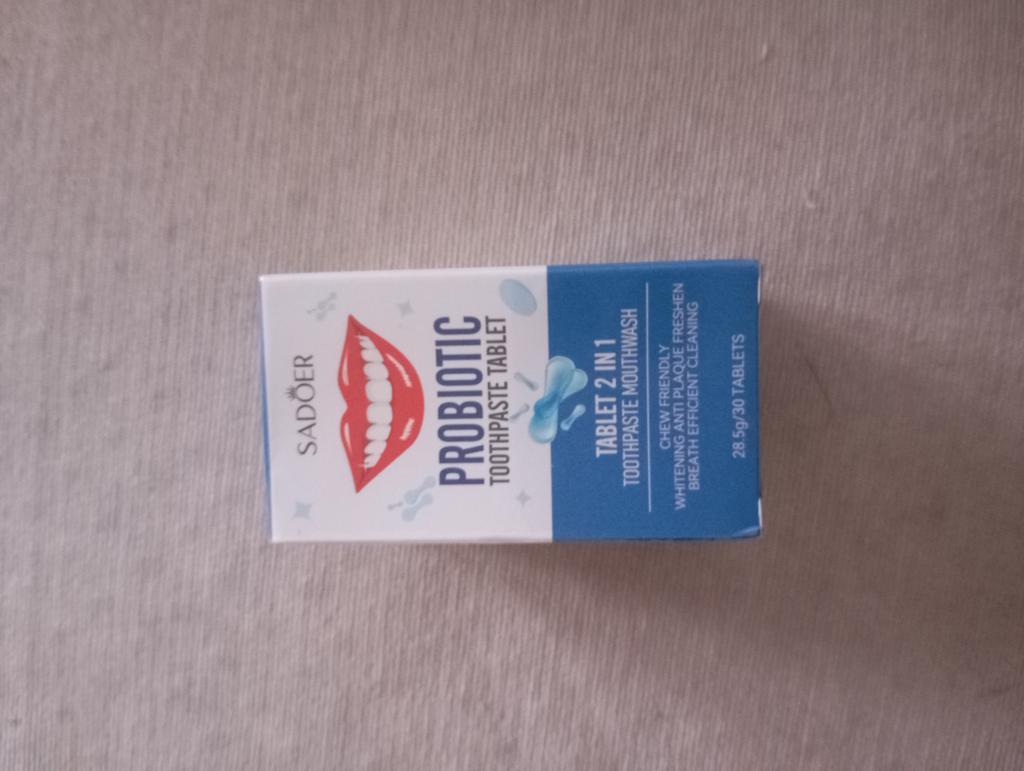 SADOER
PROBIOTIC
TOOTHPASTE TABLET
TABLET 2 IN 1
TOOTHPASTE MOUTHWASH
CHEW FRIENDLY
WHITENING ANTI PLAQUE FRESHEN
BREATH EFFICIENT CLEANING
28.5g/30 TABLETS